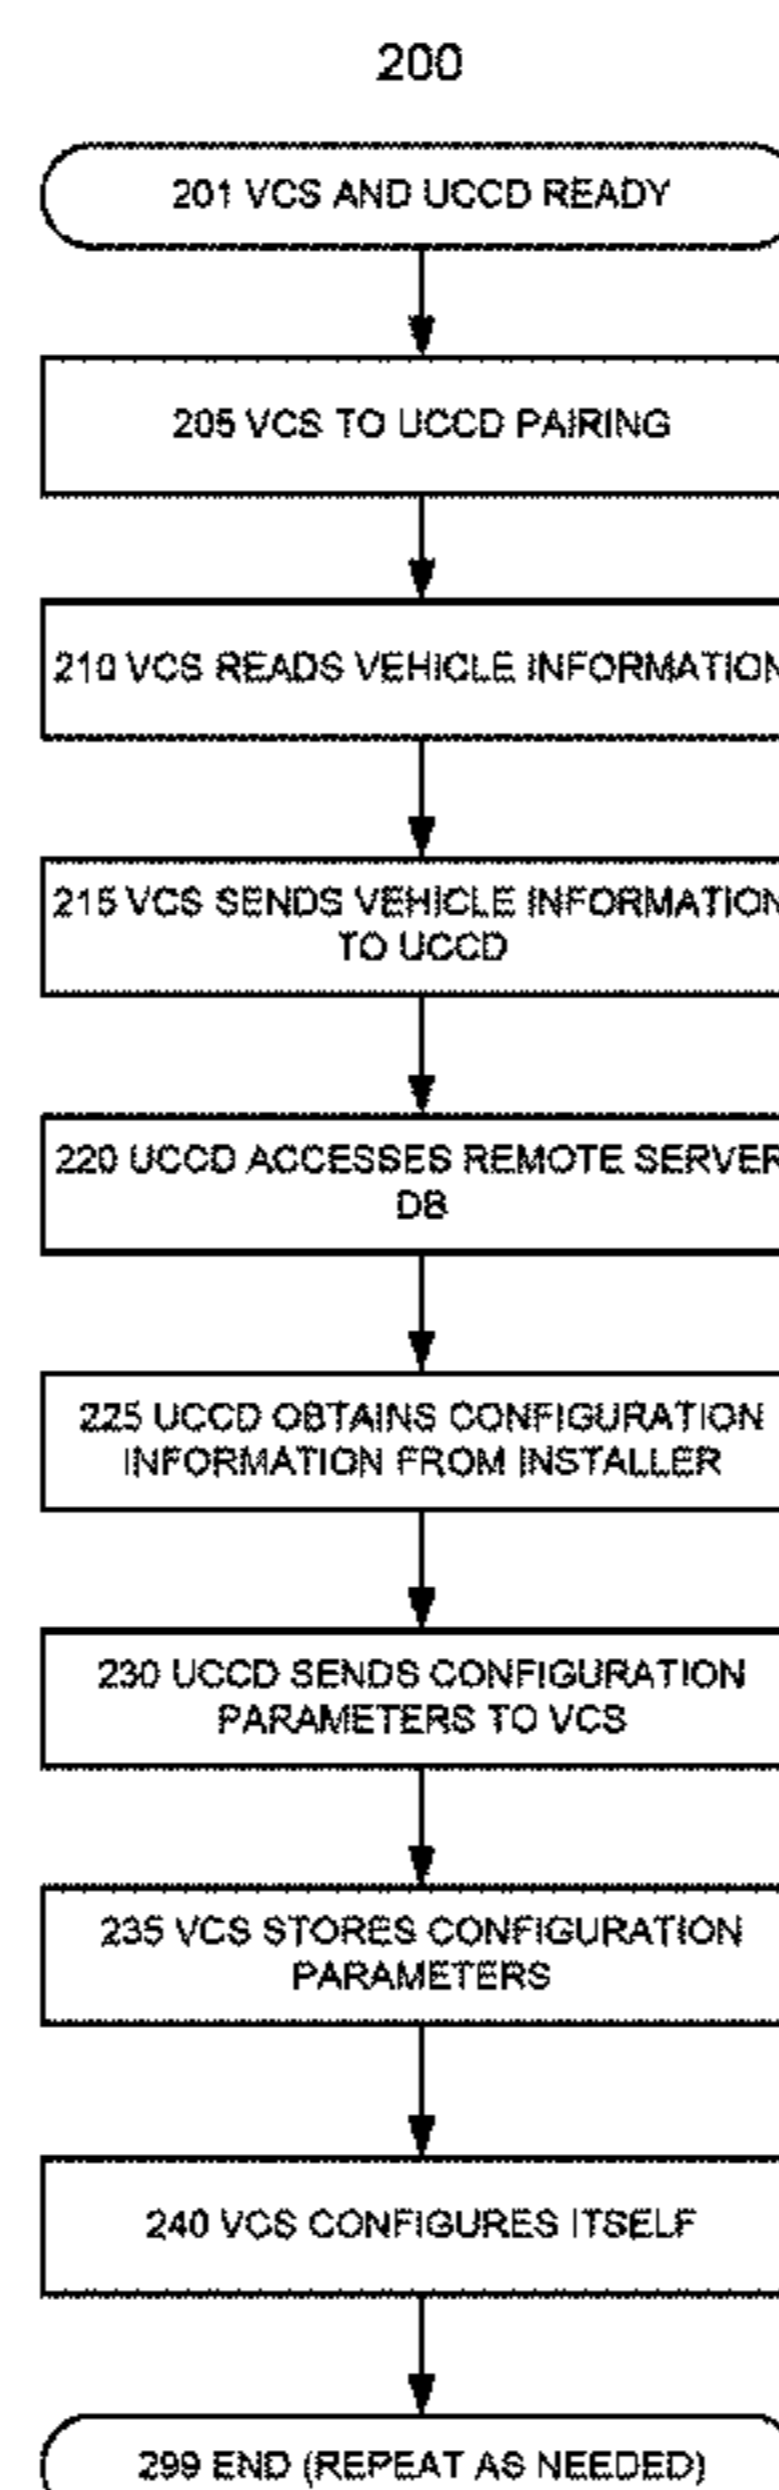 200
201 VCS AND UCCD READY
205 VCS TO UCCD PAIRING
210 VCS READS VEHICLE INFORMATION
215 VCS SENDS VEHICLE INFORMATION
TO UCCD
220 UCCD ACCESSES REMOTE SERVER
DB
225 UCCD OBTAINS CONFIGURATION
INFORMATION FROM INSTALLER
230 UCCD SENDS CONFIGURATION
PARAMETERS TO VCS
235 VCS STORES CONFIGURATION
PARAMETERS
240 VCS CONFIGURES ITSELF
299 END (REPEAT AS NEEDED)